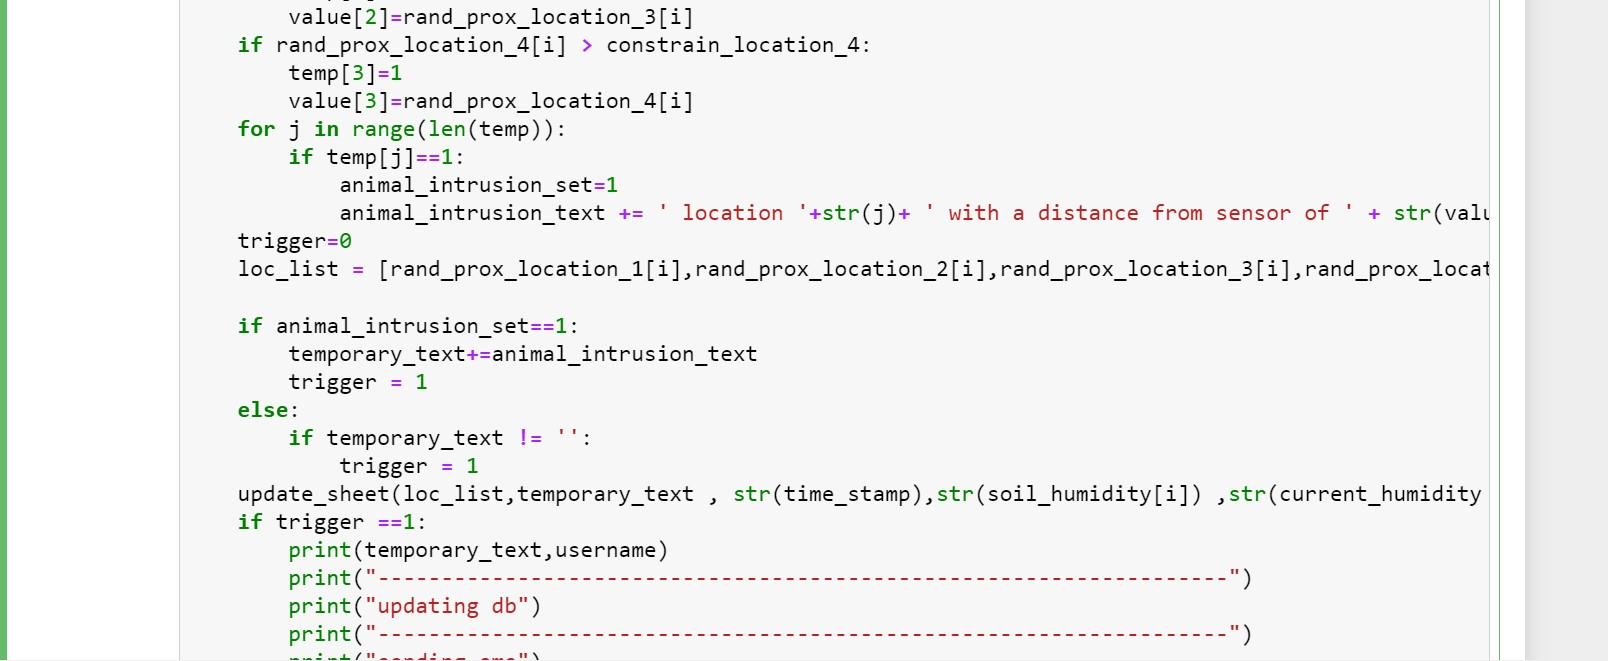 value[2]=rand_prox_location_3[i]
if rand_prox_location_4[i] > constrain_location_4:
temp[3]=1
value[3]=rand_prox_location_4[i]
for j in range(len(temp)):
if temp[j]==1:
animal_intrusion_set=1
animal_intrusion_text += ' location '+str(j)+ ' with a distance from sensor of ' + str(valu
trigger=0
loc_list = [rand_prox_location_1[i],rand_prox_location_2[i],rand_prox_location_3[i],rand_prox_locat
if animal_intrusion_set==1:
temporary_text+=animal_intrusion_text
trigger = 1
else:
if temporary_text != '':
trigger = 1
update_sheet(loc_list,temporary_text , str(time_stamp),str(soil_humidity[i]) ,str(current_humidity
if trigger ==1:
print(temporary_text,username)
print("-------------------------------------------------------------------")
print("updating db")
print("-------------------------------------------------------------------")
print("sending sms")